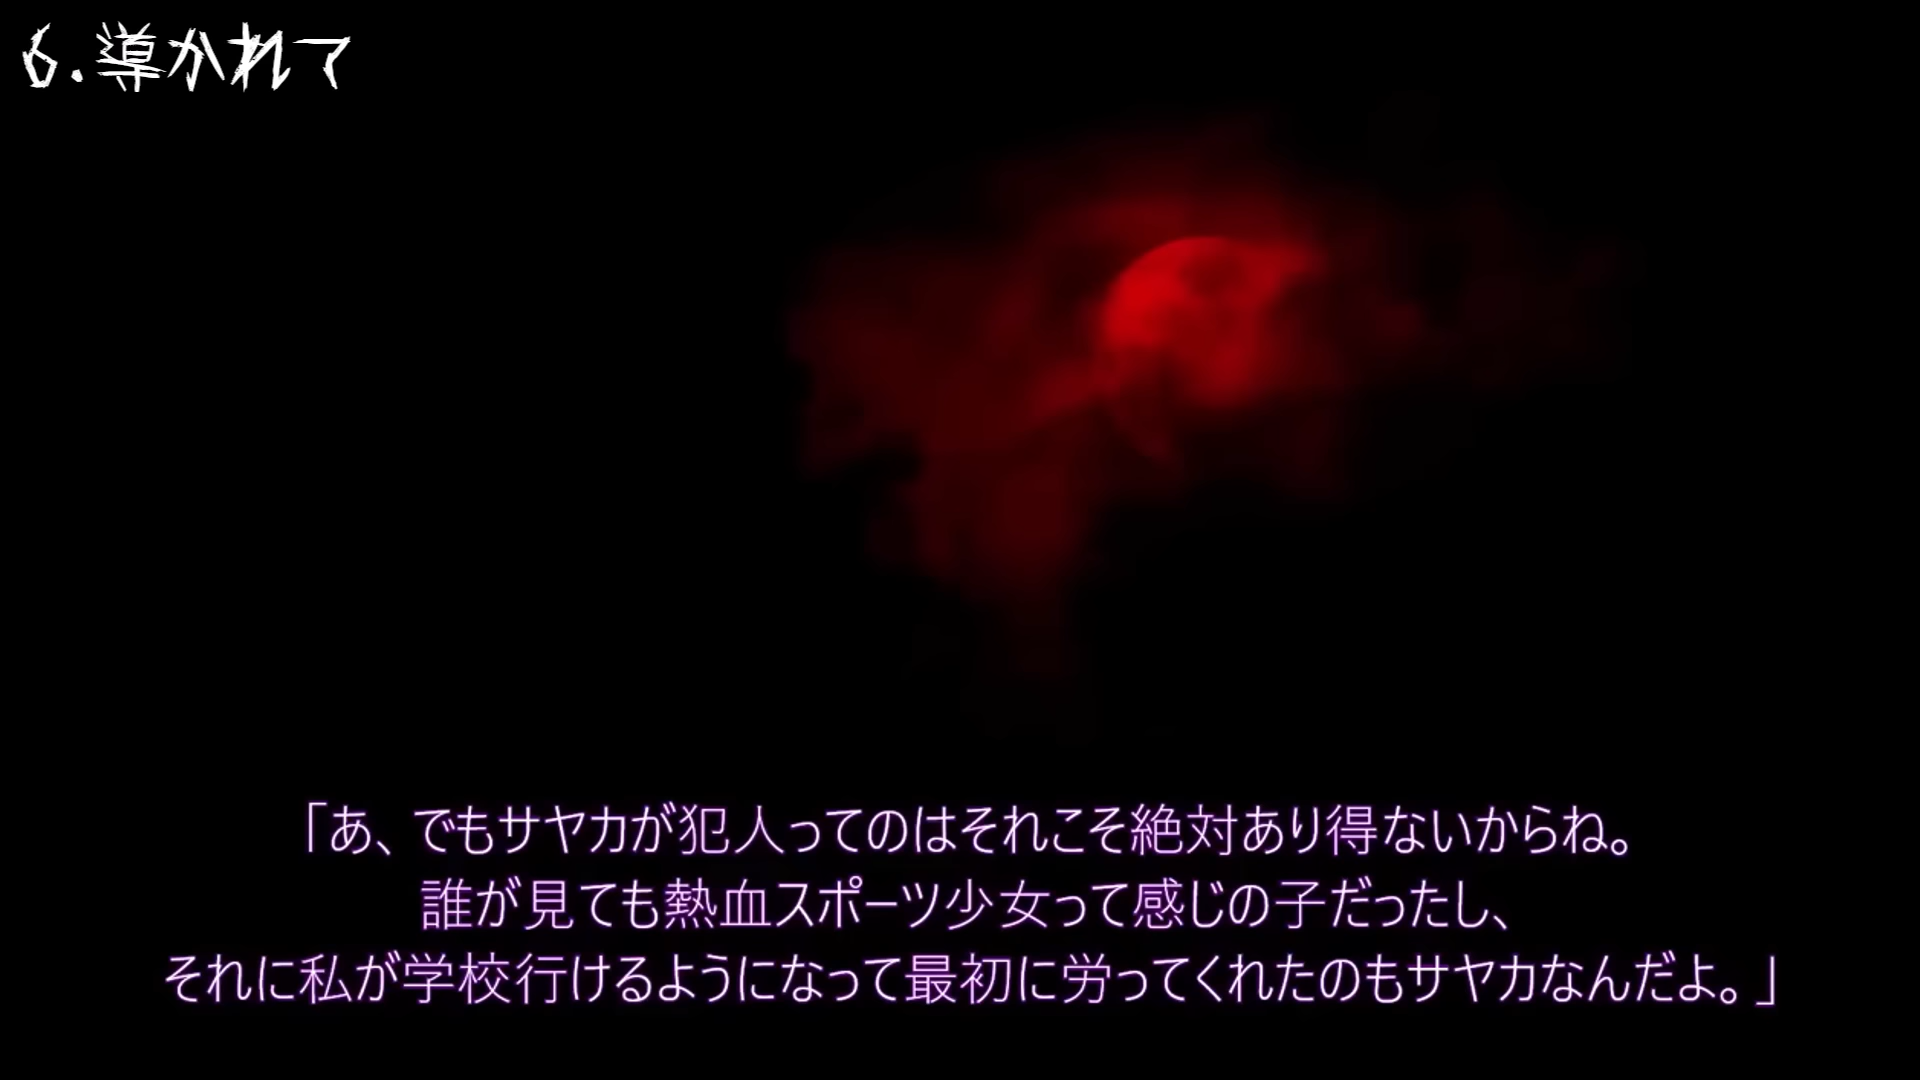 6.導かれて
「あ、でもサヤカが犯人ってのはそれこそ絶対あり得ないからね。
誰が見ても熱血スポーツ少女って感じの子だったし、
それに私が学校行けるようになって最初に労ってくれたのもサヤカなんだよ。」